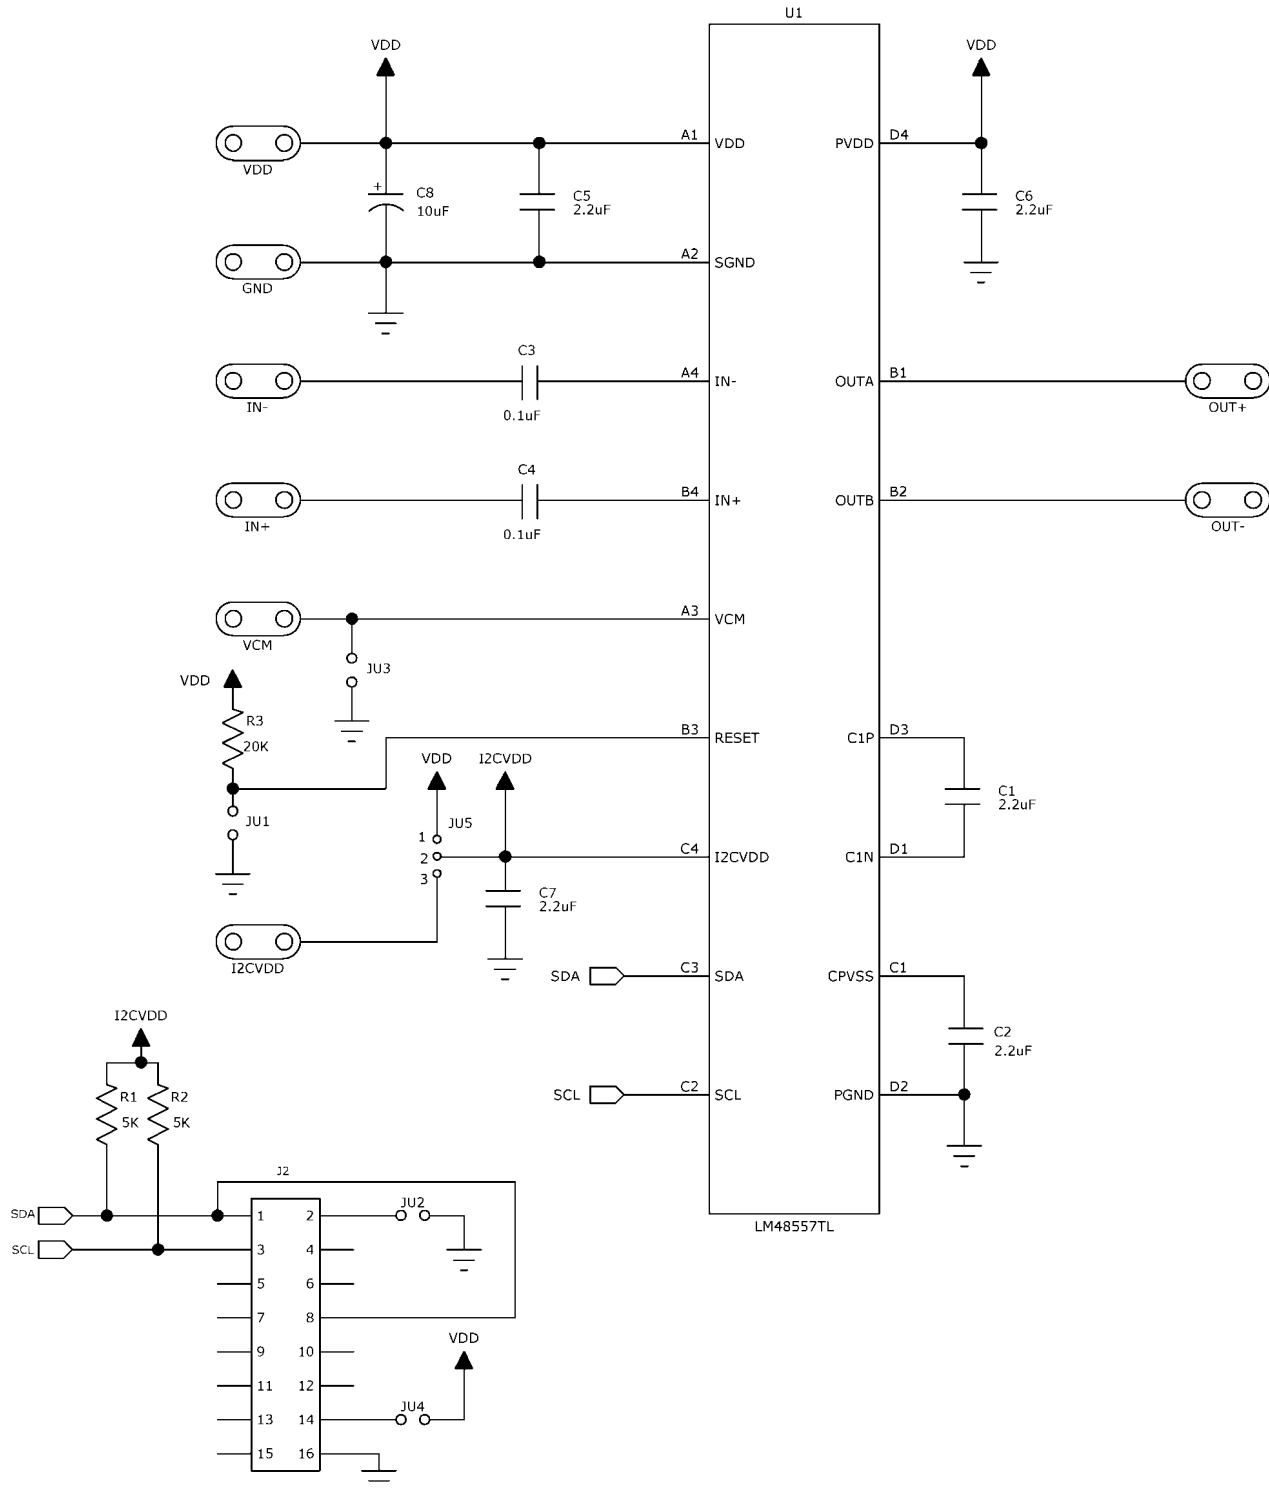 U1
VDD
VDD
A1
VDD
PVDD
D4
VDD
+
C8
10uF
C5
2.2uF
C6
2.2uF
A2
SGND
GND
C3
A4
IN-
OUTA
B1
IN-
0.1uF
OUT+
C4
B4
IN+
OUTB
B2
IN+
0.1uF
OUT-
A3
VCM
VCM
JU3
VDD
R3
20K
B3
RESET
C1P
D3
VDD
I2CVDD
JU1
JU5
1
2
3
C1
2.2uF
C4
I2CVDD
C1N
D1
C7
2.2uF
I2CVDD
SDA
C3
SDA
CPVSS
C1
I2CVDD
C2
2.2uF
R1
5K
R2
5K
SCL
C2
SCL
PGND
D2
J2
SDA
1
2
JU2
LM48557TL
SCL
3
4
5
6
7
8
VDD
9
10
11
12
13
14
JU4
15
16